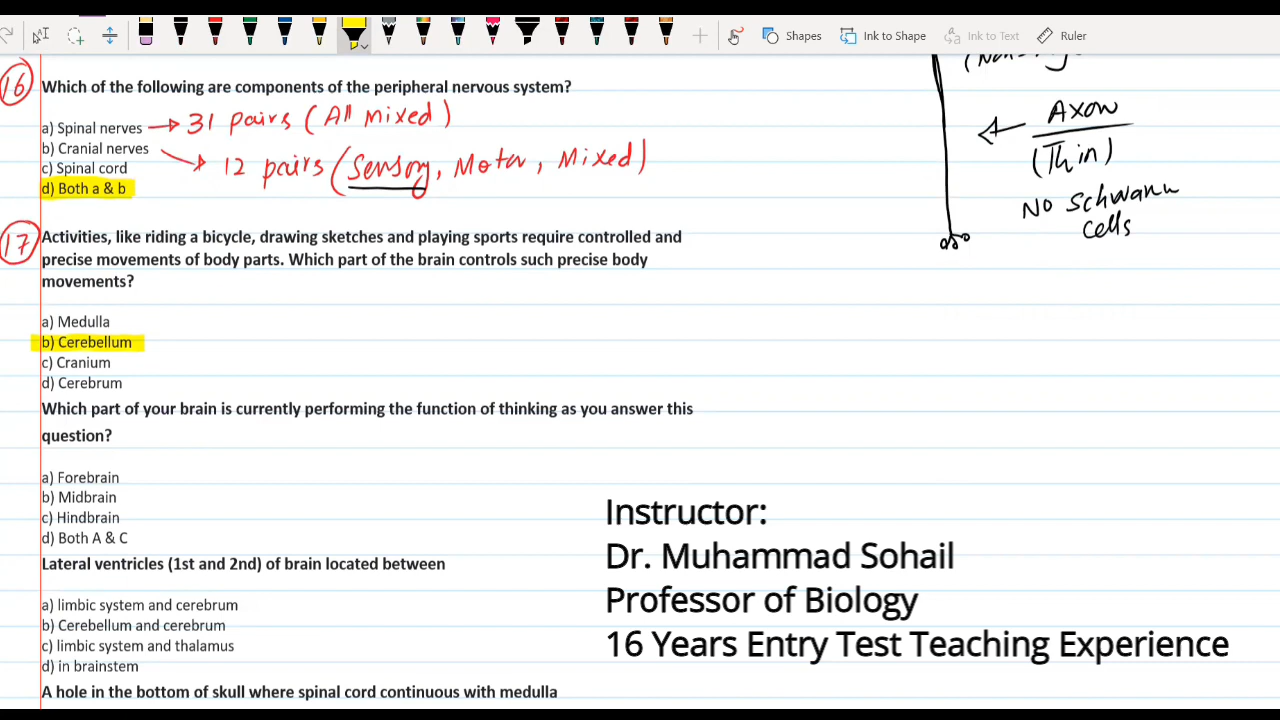 Shapes
Ink to Shape
Ink to Text
Ruler
16
Which of the following are components of the peripheral nervous system?
a) Spinal nerves → 31 pairs (All mixed)
b) Cranial nerves → 12 pairs (Sensory, Motor, Mixed)
c) Spinal cord
d) Both a & b
17
Activities, like riding a bicycle, drawing sketches and playing sports require controlled and
precise movements of body parts. Which part of the brain controls such precise body
movements?
a) Medulla
b) Cerebellum
c) Cranium
d) Cerebrum
Which part of your brain is currently performing the function of thinking as you answer this
question?
a) Forebrain
b) Midbrain
c) Hindbrain
d) Both A & C
Lateral ventricles (1st and 2nd) of brain located between
a) limbic system and cerebrum
b) Cerebellum and cerebrum
c) limbic system and thalamus
d) in brainstem
A hole in the bottom of skull where spinal cord continuous with medulla
Axon
(Thin)
No Schwann
cells
Instructor:
Dr. Muhammad Sohail
Professor of Biology
16 Years Entry Test Teaching Experience